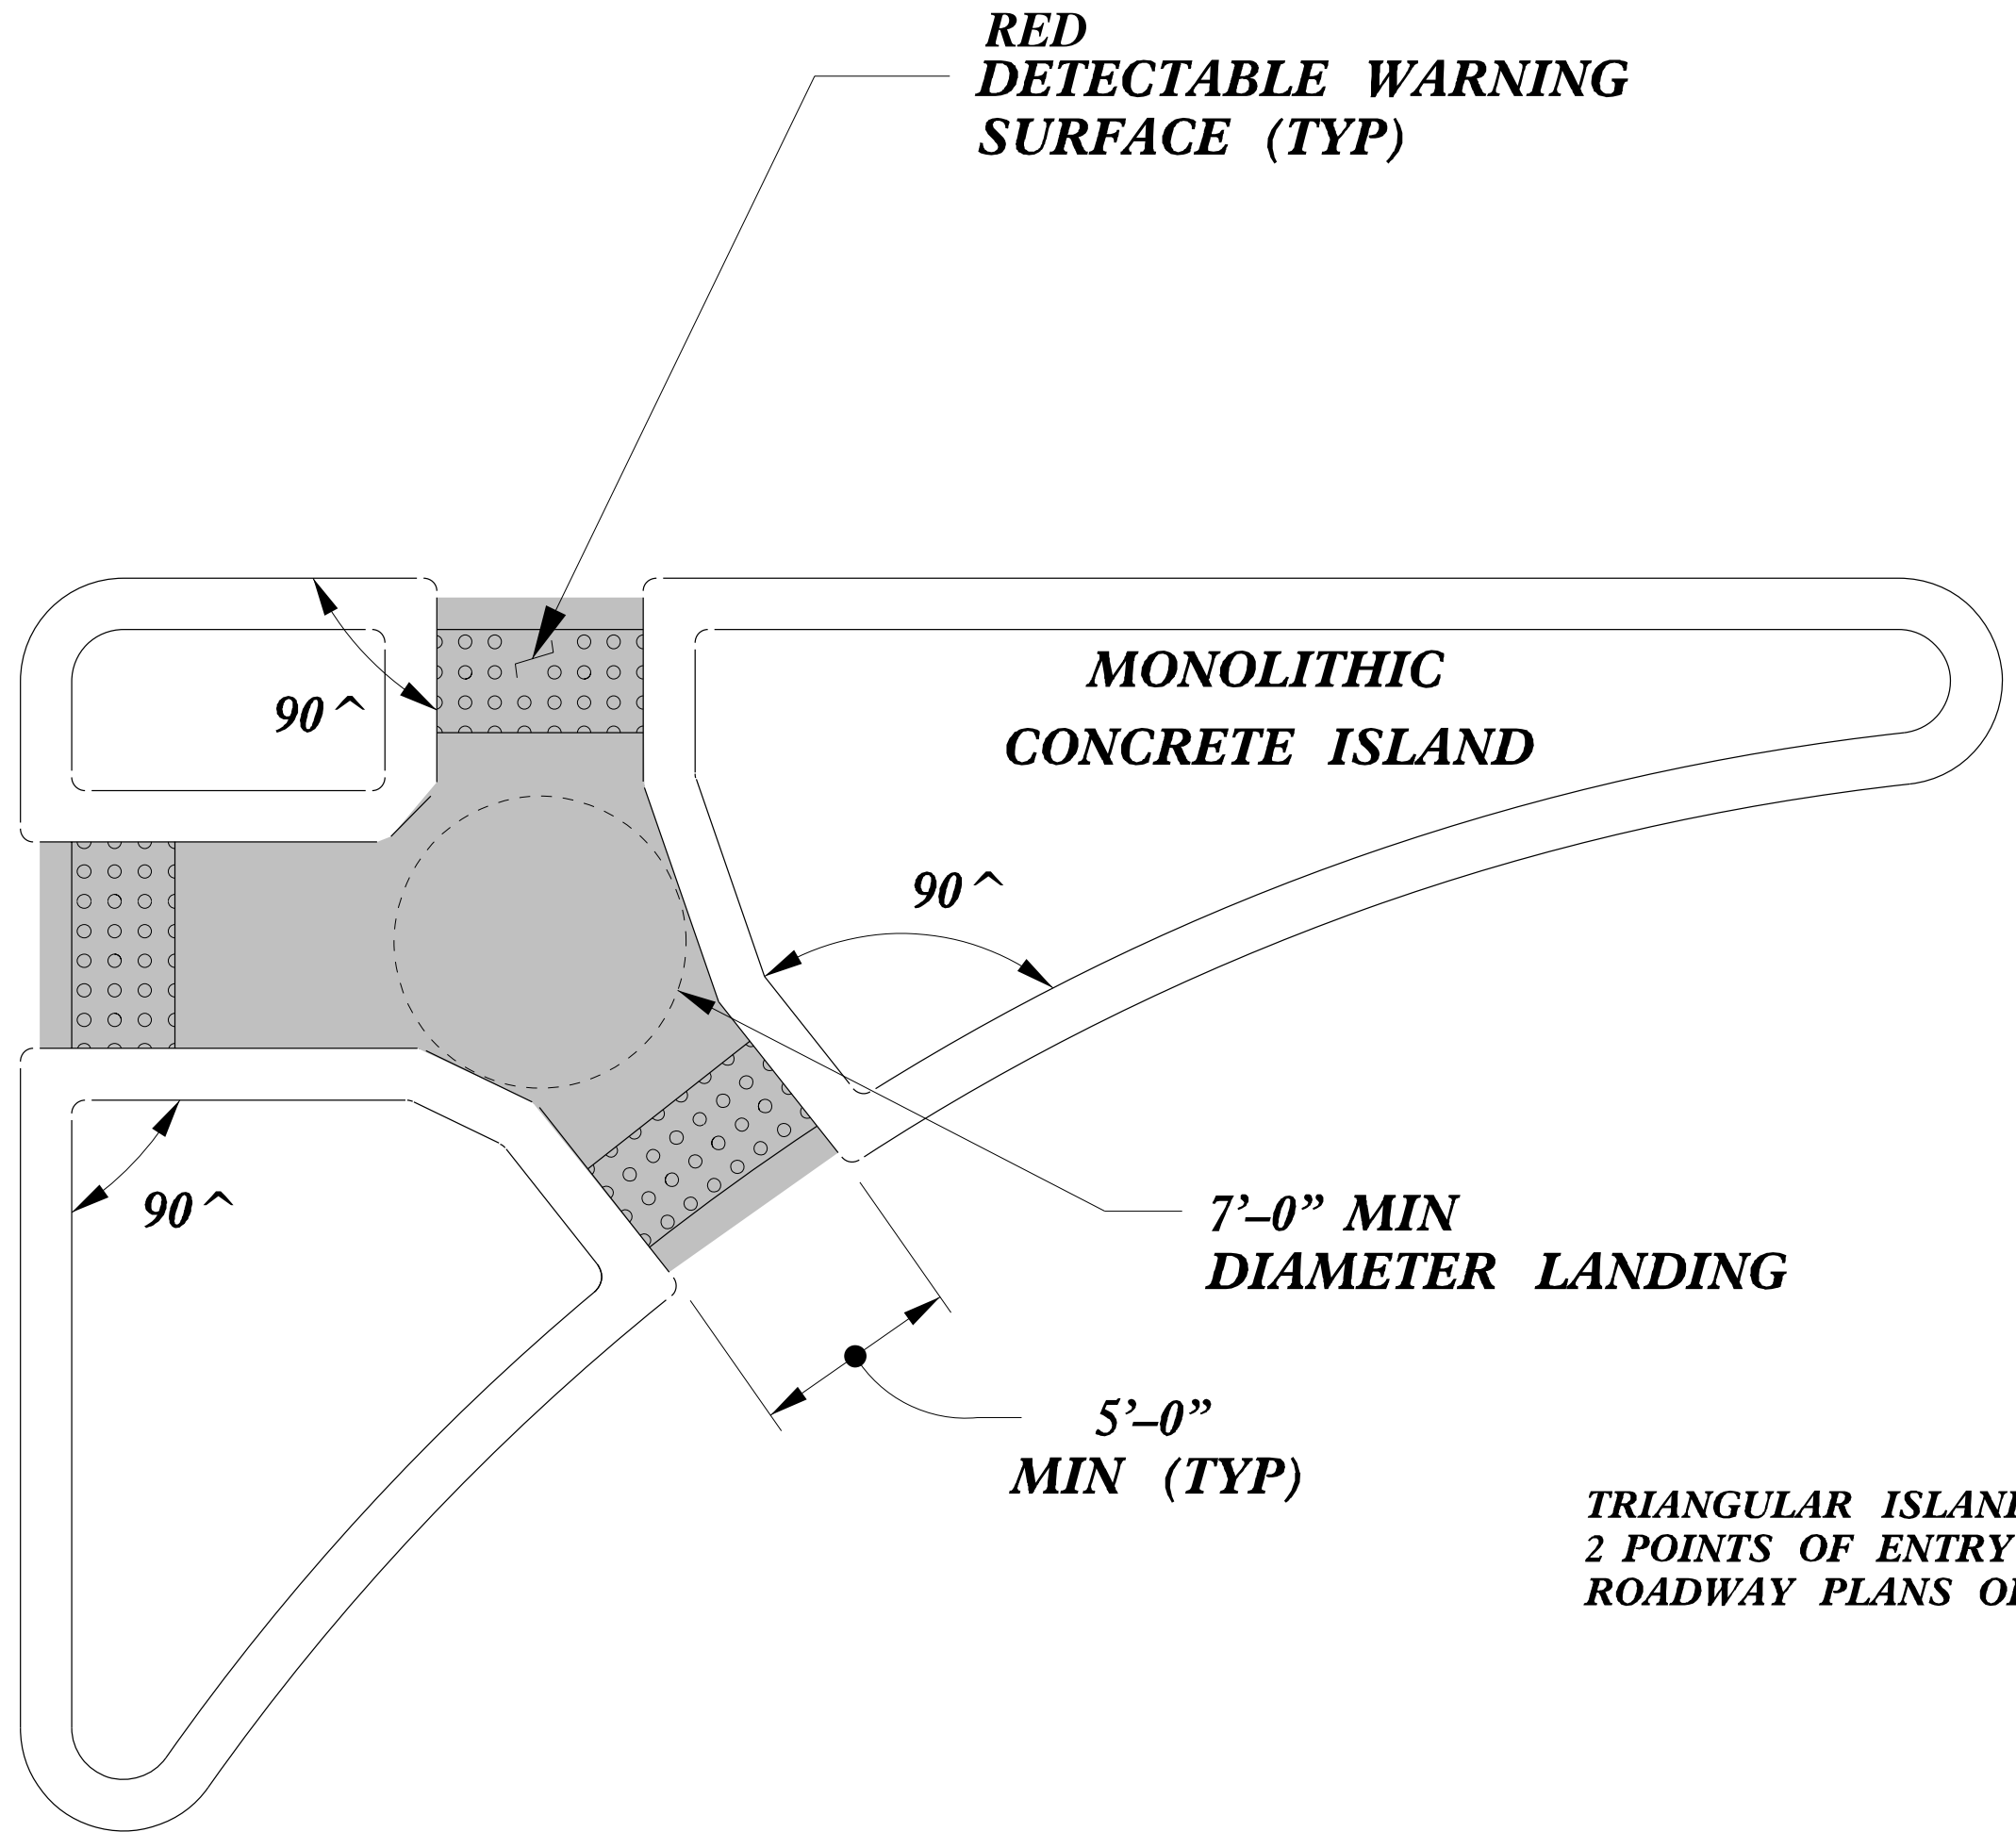 RED
DETECTABLE WARNING
SURFACE (TYP)
MONOLITHIC
CONCRETE ISLAND
90^
90^
90^
7'–0” MIN
DIAMETER LANDING
5'–0”
MIN (TYP)
TRIANGULAR
2 POINTS OF ENTRY
ROADWAY PLANS